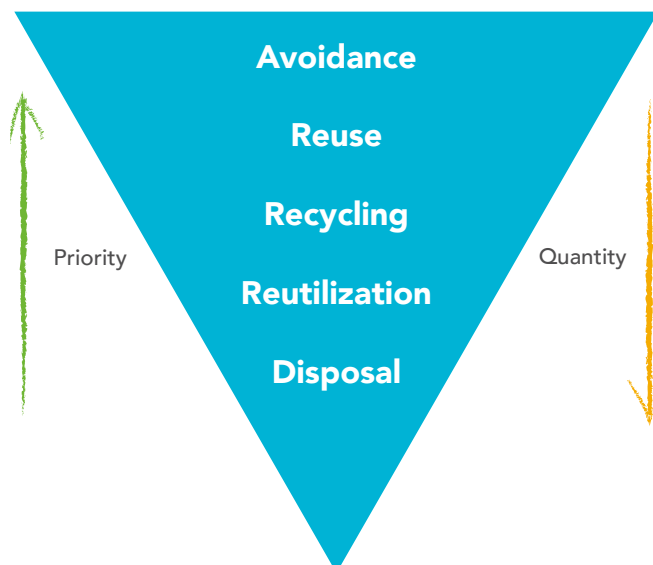 Avoidance
Reuse
Recycling
Priority
Quantity
Reutilization
Disposal